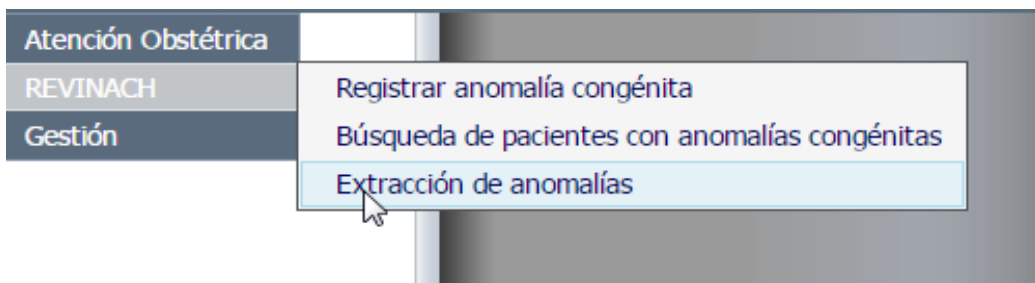 Atención Obstétrica
REVINACH
Gestión
Registrar anomalía congénita
Búsqueda de pacientes con anomalías congénitas
Extracción de anomalías